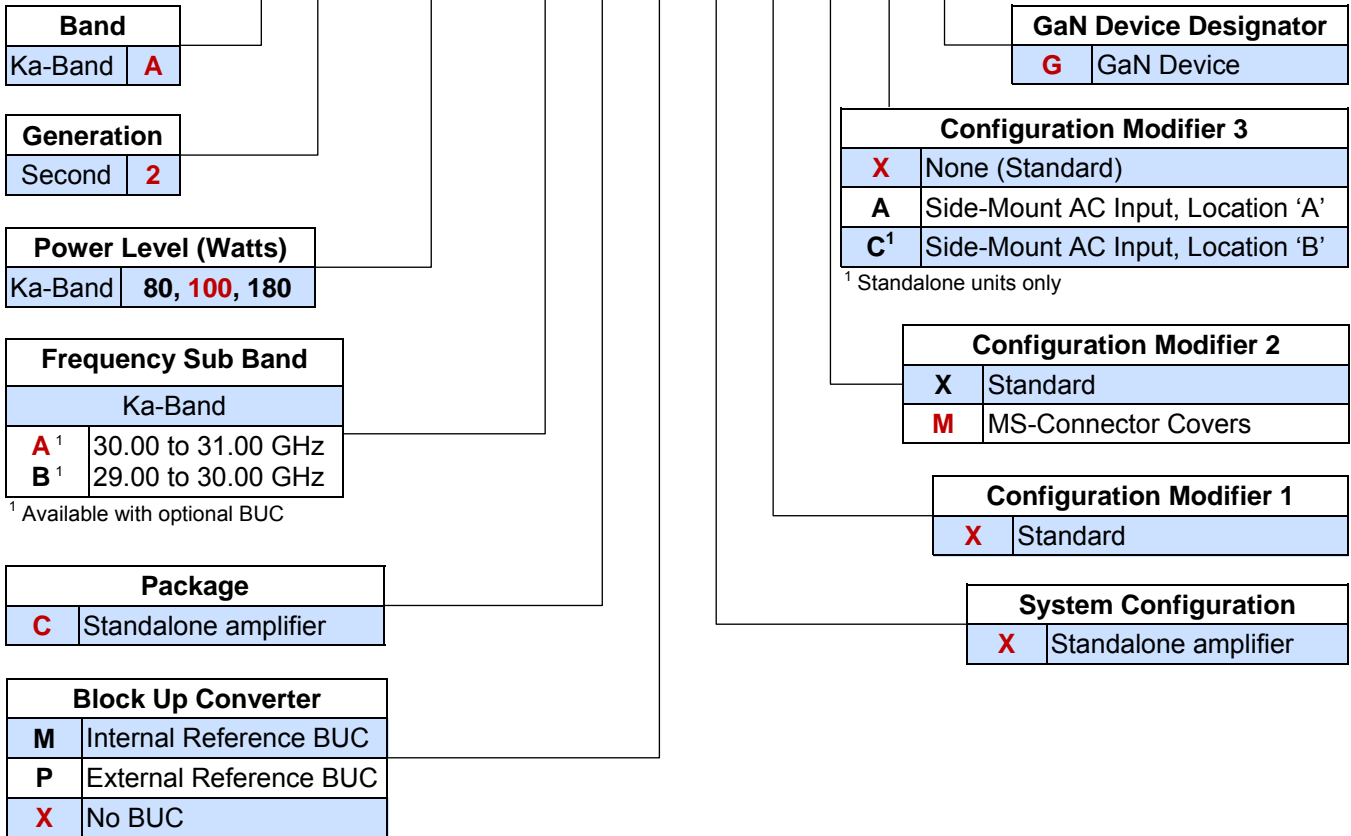 Band
Ka-Band A
Generation
Second 2
Power Level (Watts)
Ka-Band 80, 100, 180
Frequency Sub Band
Ka-Band
A ¹ 30.00 to 31.00 GHz
B ¹ 29.00 to 30.00 GHz
¹ Available with optional BUC
Package
C Standalone amplifier
Block Up Converter
M Internal Reference BUC
P External Reference BUC
X No BUC
GaN Device Designator
G GaN Device
Configuration Modifier 3
X None (Standard)
A Side-Mount AC Input, Location ‘A’
C¹ Side-Mount AC Input, Location ‘B’
¹ Standalone units only
Configuration Modifier 2
X Standard
M MS-Connector Covers
Configuration Modifier 1
X Standard
System Configuration
X Standalone amplifier